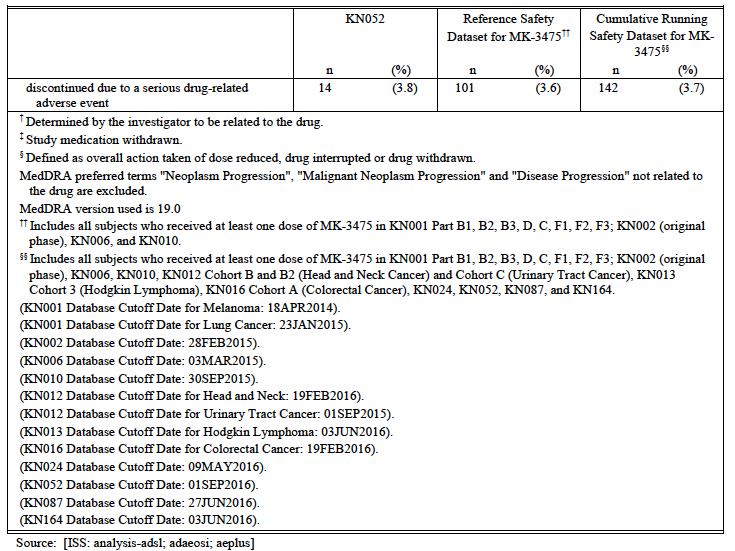 KN052
Reference Safety
Dataset for MK-3475††
Cumulative Running
Safety Dataset for MK-
3475§§
n (%) n (%) n (%)
discontinued due to a serious drug-related 14 (3.8) 101 (3.6) 142 (3.7)
adverse event
† Determined by the investigator to be related to the drug.
‡ Study medication withdrawn.
§ Defined as overall action taken of dose reduced, drug interrupted or drug withdrawn.
MedDRA preferred terms "Neoplasm Progression", "Malignant Neoplasm Progression" and "Disease Progression" not related to
the drug are excluded.
MedDRA version used is 19.0
†† Includes all subjects who received at least one dose of MK-3475 in KN001 Part B1, B2, B3, D, C, F1, F2, F3; KN002 (original
phase), KN006, and KN010.
§§ Includes all subjects who received at least one dose of MK-3475 in KN001 Part B1, B2, B3, D, C, F1, F2, F3; KN002 (original
phase), KN006, KN010, KN012 Cohort B and B2 (Head and Neck Cancer) and Cohort C (Urinary Tract Cancer), KN013
Cohort 3 (Hodgkin Lymphoma), KN016 Cohort A (Colorectal Cancer), KN024, KN052, KN087, and KN164.
(KN001 Database Cutoff Date for Melanoma: 18APR2014).
(KN001 Database Cutoff Date for Lung Cancer: 23JAN2015).
(KN002 Database Cutoff Date: 28FEB2015).
(KN006 Database Cutoff Date: 03MAR2015).
(KN010 Database Cutoff Date: 30SEP2015).
(KN012 Database Cutoff Date for Head and Neck: 19FEB2016).
(KN012 Database Cutoff Date for Urinary Tract Cancer: 01SEP2015).
(KN013 Database Cutoff Date for Hodgkin Lymphoma: 03JUN2016).
(KN016 Database Cutoff Date for Colorectal Cancer: 19FEB2016).
(KN024 Database Cutoff Date: 09MAY2016).
(KN052 Database Cutoff Date: 01SEP2016).
(KN087 Database Cutoff Date: 27JUN2016).
(KN164 Database Cutoff Date: 03JUN2016).
Source: [ISS: analysis-adsl; adaeosi; aeplus]